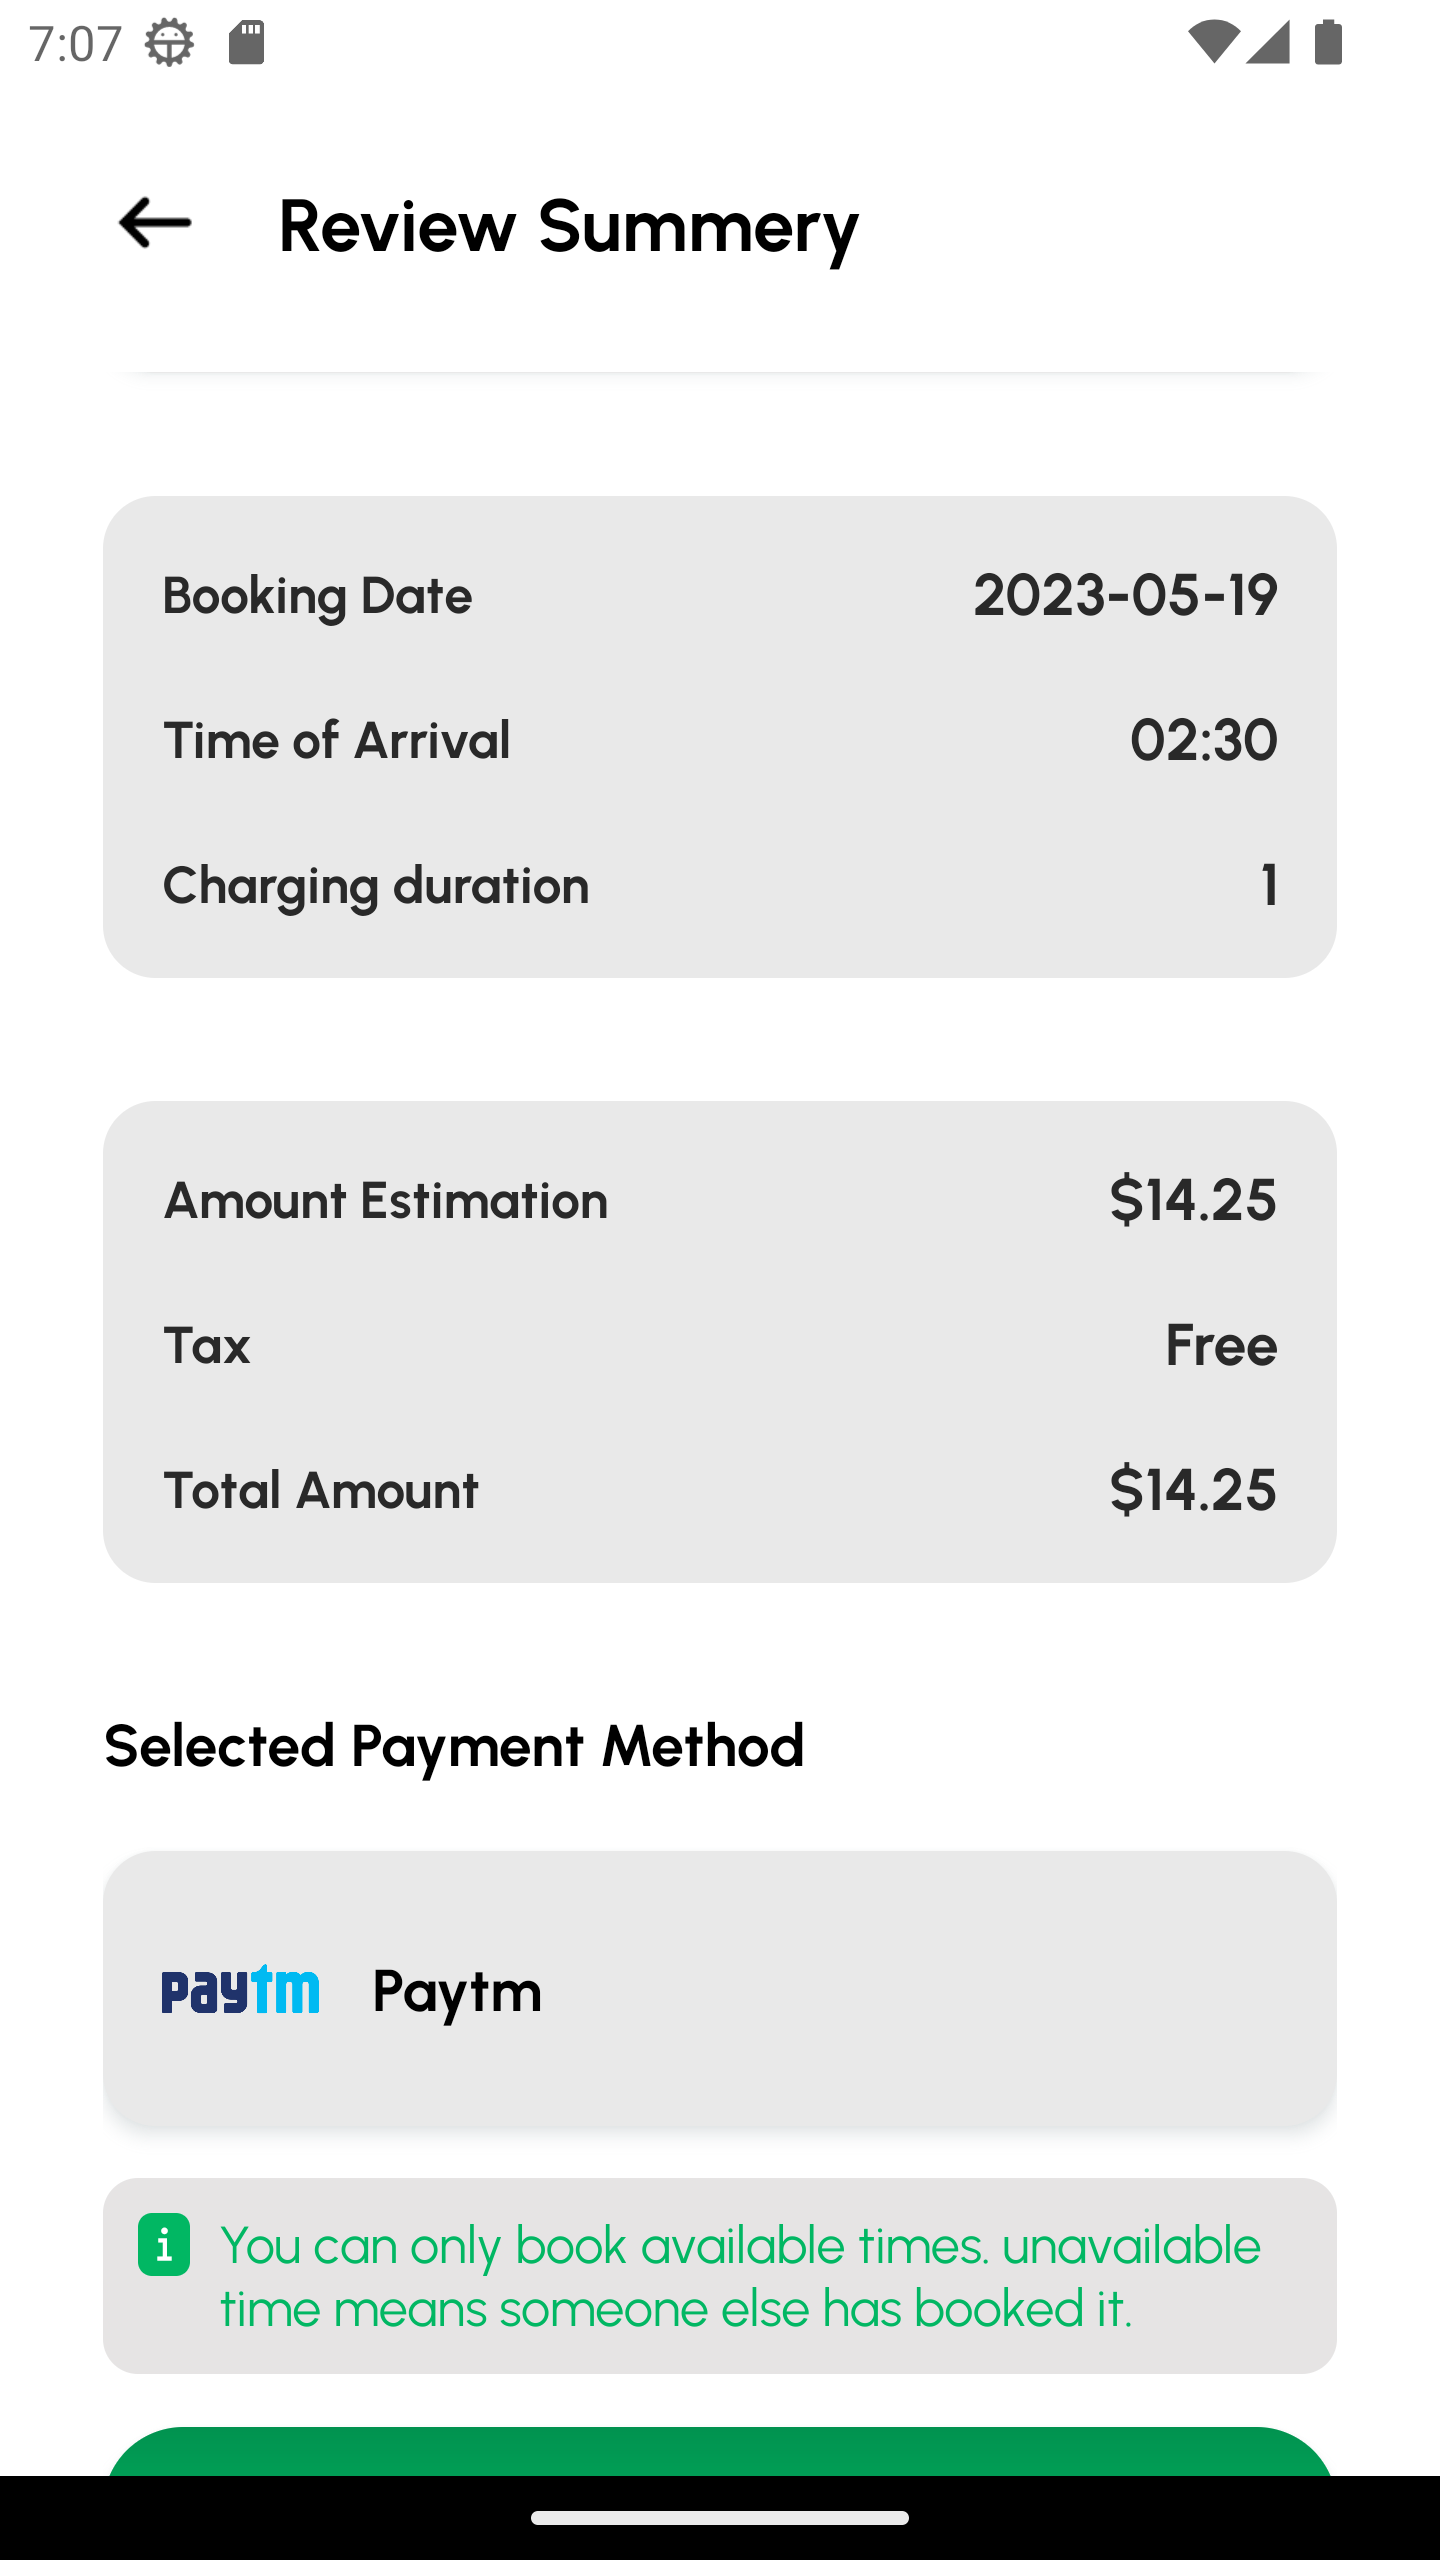 7:07
Review Summery
Booking Date 2023-05-19
Time of Arrival 02:30
Charging duration 1
Amount Estimation $14.25
Tax Free
Total Amount $14.25
Selected Payment Method
paytm Paytm
i You can only book available times. unavailable
time means someone else has booked it.